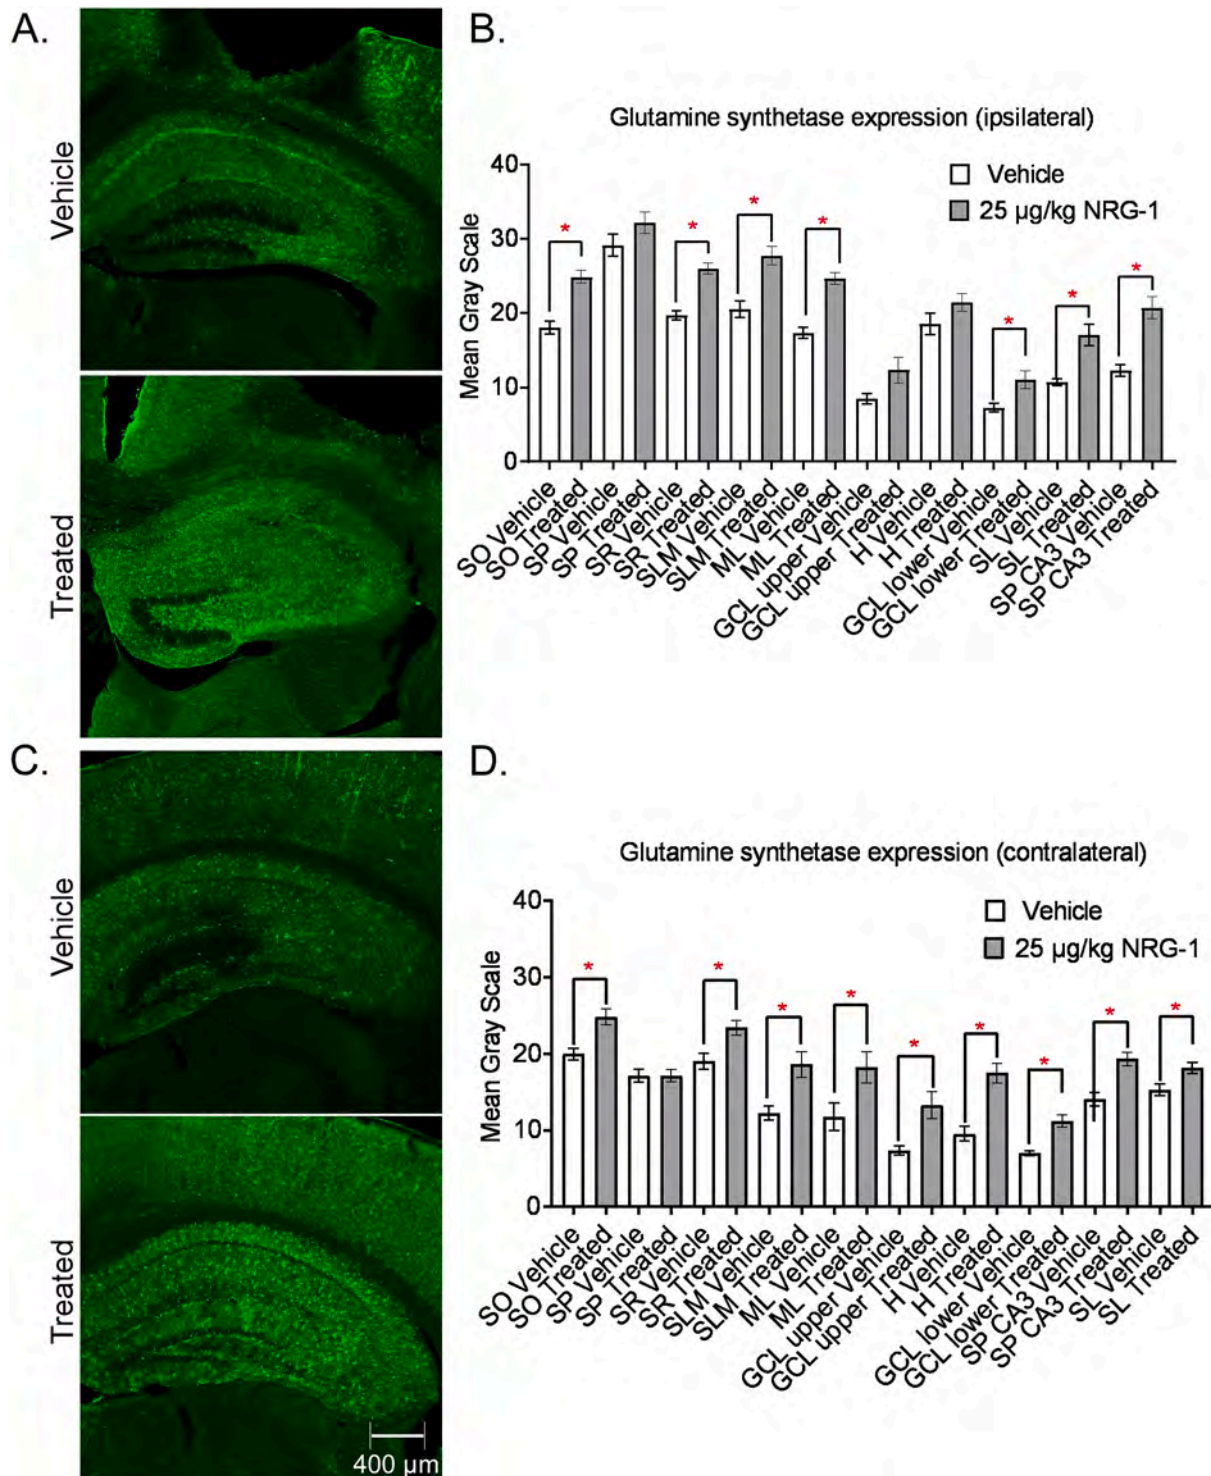 A.
Vehicle
Treated
B.
Glutamine synthetase expression (ipsilateral)
Vehicle
25 µg/kg NRG-1
Mean Gray Scale
40
30
20
10
0
* * * * * * *
SO Vehicle
SO Treated
SP Vehicle
SP Treated
SR Vehicle
SR Treated
SLM Vehicle
SLM Treated
ML Vehicle
ML Treated
GCL upper Vehicle
GCL upper Treated
H Vehicle
H Treated
GCL lower Vehicle
GCL lower Treated
SL Vehicle
SL Treated
SP CA3 Vehicle
SP CA3 Treated
C.
Vehicle
Treated
400 µm
D.
Glutamine synthetase expression (contralateral)
Vehicle
25 µg/kg NRG-1
Mean Gray Scale
40
30
20
10
0
* * * * * * * * *
SO Vehicle
SO Treated
SP Vehicle
SP Treated
SR Vehicle
SR Treated
SLM Vehicle
SLM Treated
ML Vehicle
ML Treated
GCL upper Vehicle
GCL upper Treated
H Vehicle
H Treated
GCL lower Vehicle
GCL lower Treated
SP CA3 Vehicle
SP CA3 Treated
SL Vehicle
SL Treated